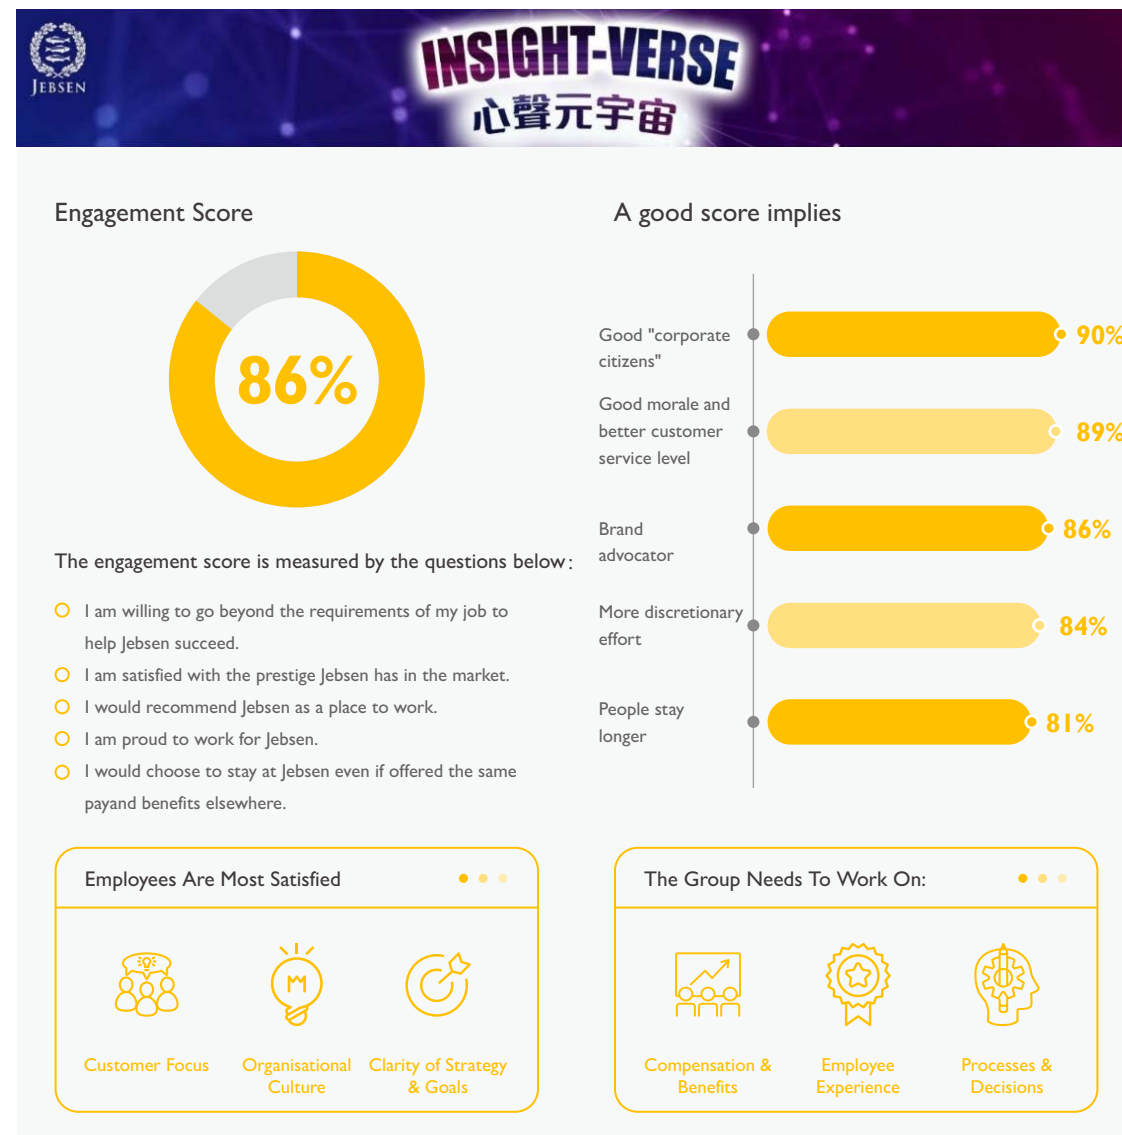 JEBSEN
INSIGHT-VERSE
心聲元宇宙
Engagement Score
86%
The engagement score is measured by the questions below:
I am willing to go beyond the requirements of my job to
help Jebsen succeed.
I am satisfied with the prestige Jebsen has in the market.
I would recommend Jebsen as a place to work.
I am proud to work for Jebsen.
I would choose to stay at Jebsen even if offered the same
payand benefits elsewhere.
A good score implies
Good "corporate
citizens"
90%
Good morale and
better customer
service level
89%
Brand
advocator
86%
More discretionary
effort
84%
People stay
longer
81%
Employees Are Most Satisfied
Customer Focus
Organisational
Culture
Clarity of Strategy
& Goals
The Group Needs To Work On:
Compensation &
Benefits
Employee
Experience
Processes &
Decisions